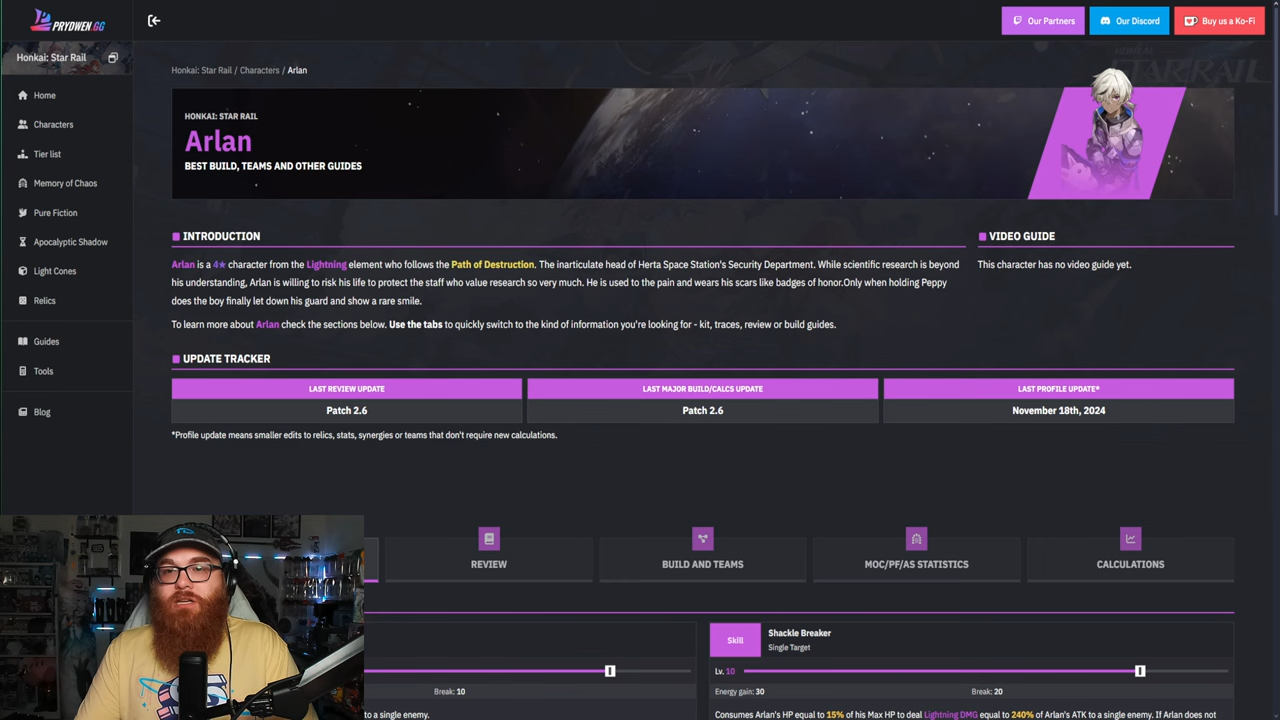 PRYDWEN.GG
Our Partners
Our Discord
Buy us a Ko-Fi
Honkai: Star Rail
Home
Characters
Tier list
Memory of Chaos
Pure Fiction
Apocalyptic Shadow
Light Cones
Relics
Guides
Tools
Blog
Honkai: Star Rail / Characters / Arlan
HONKAI: STAR RAIL
Arlan
BEST BUILD, TEAMS AND OTHER GUIDES
HONKAI
STAR RAIL
INTRODUCTION
Arlan is a 4★ character from the Lightning element who follows the Path of Destruction. The inarticulate head of Herta Space Station's Security Department. While scientific research is beyond
his understanding, Arlan is willing to risk his life to protect the staff who value research so very much. He is used to the pain and wears his scars like badges of honor.Only when holding Peppy
does the boy finally let down his guard and show a rare smile.
To learn more about Arlan check the sections below. Use the tabs to quickly switch to the kind of information you're looking for - kit, traces, review or build guides.
VIDEO GUIDE
This character has no video guide yet.
UPDATE TRACKER
LAST REVIEW UPDATE
Patch 2.6
LAST MAJOR BUILD/CALCS UPDATE
Patch 2.6
LAST PROFILE UPDATE*
November 18th, 2024
*Profile update means smaller edits to relics, stats, synergies or teams that don't require new calculations.
REVIEW
BUILD AND TEAMS
MOC/PF/AS STATISTICS
CALCULATIONS
Break: 10
to a single enemy.
Skill
Shackle Breaker
Single Target
Lv. 10
Energy gain: 30
Break: 20
Consumes Arlan's HP equal to 15% of his Max HP to deal Lightning DMG equal to 240% of Arlan's ATK to a single enemy. If Arlan does not